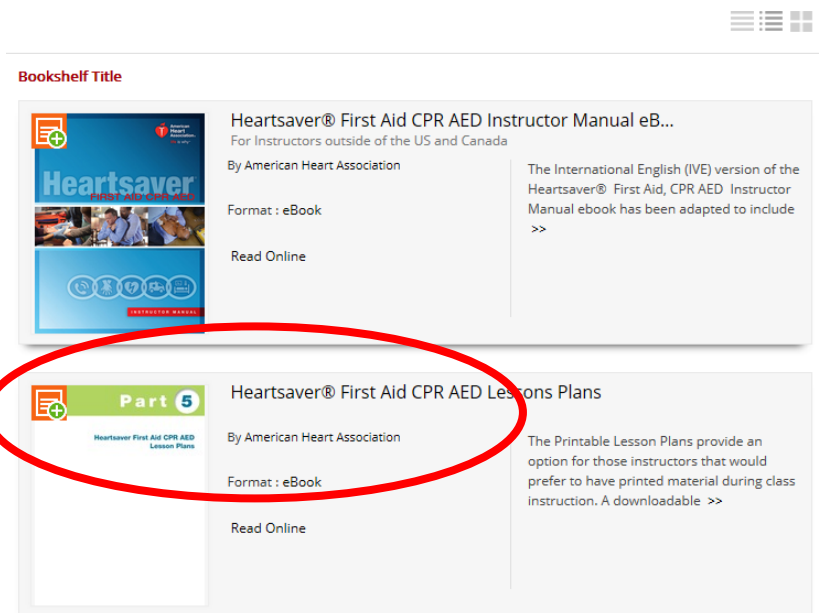 Bookshelf Title
Heartsaver® First Aid CPR AED Instructor Manual eB...
For Instructors outside of the US and Canada
By American Heart Association
Format : eBook
Read Online
The International English (IVE) version of the
Heartsaver® First Aid, CPR AED Instructor
Manual ebook has been adapted to include
>>
American
Heart
Association.
Heartsaver
FIRST AID CPR AED
INSTRUCTOR MANUAL
Heartsaver® First Aid CPR AED Lessons Plans
By American Heart Association
Format : eBook
Read Online
The Printable Lesson Plans provide an
option for those instructors that would
prefer to have printed material during class
instruction. A downloadable >>
Part 5
Heartsaver First Aid CPR AED
Lesson Plans